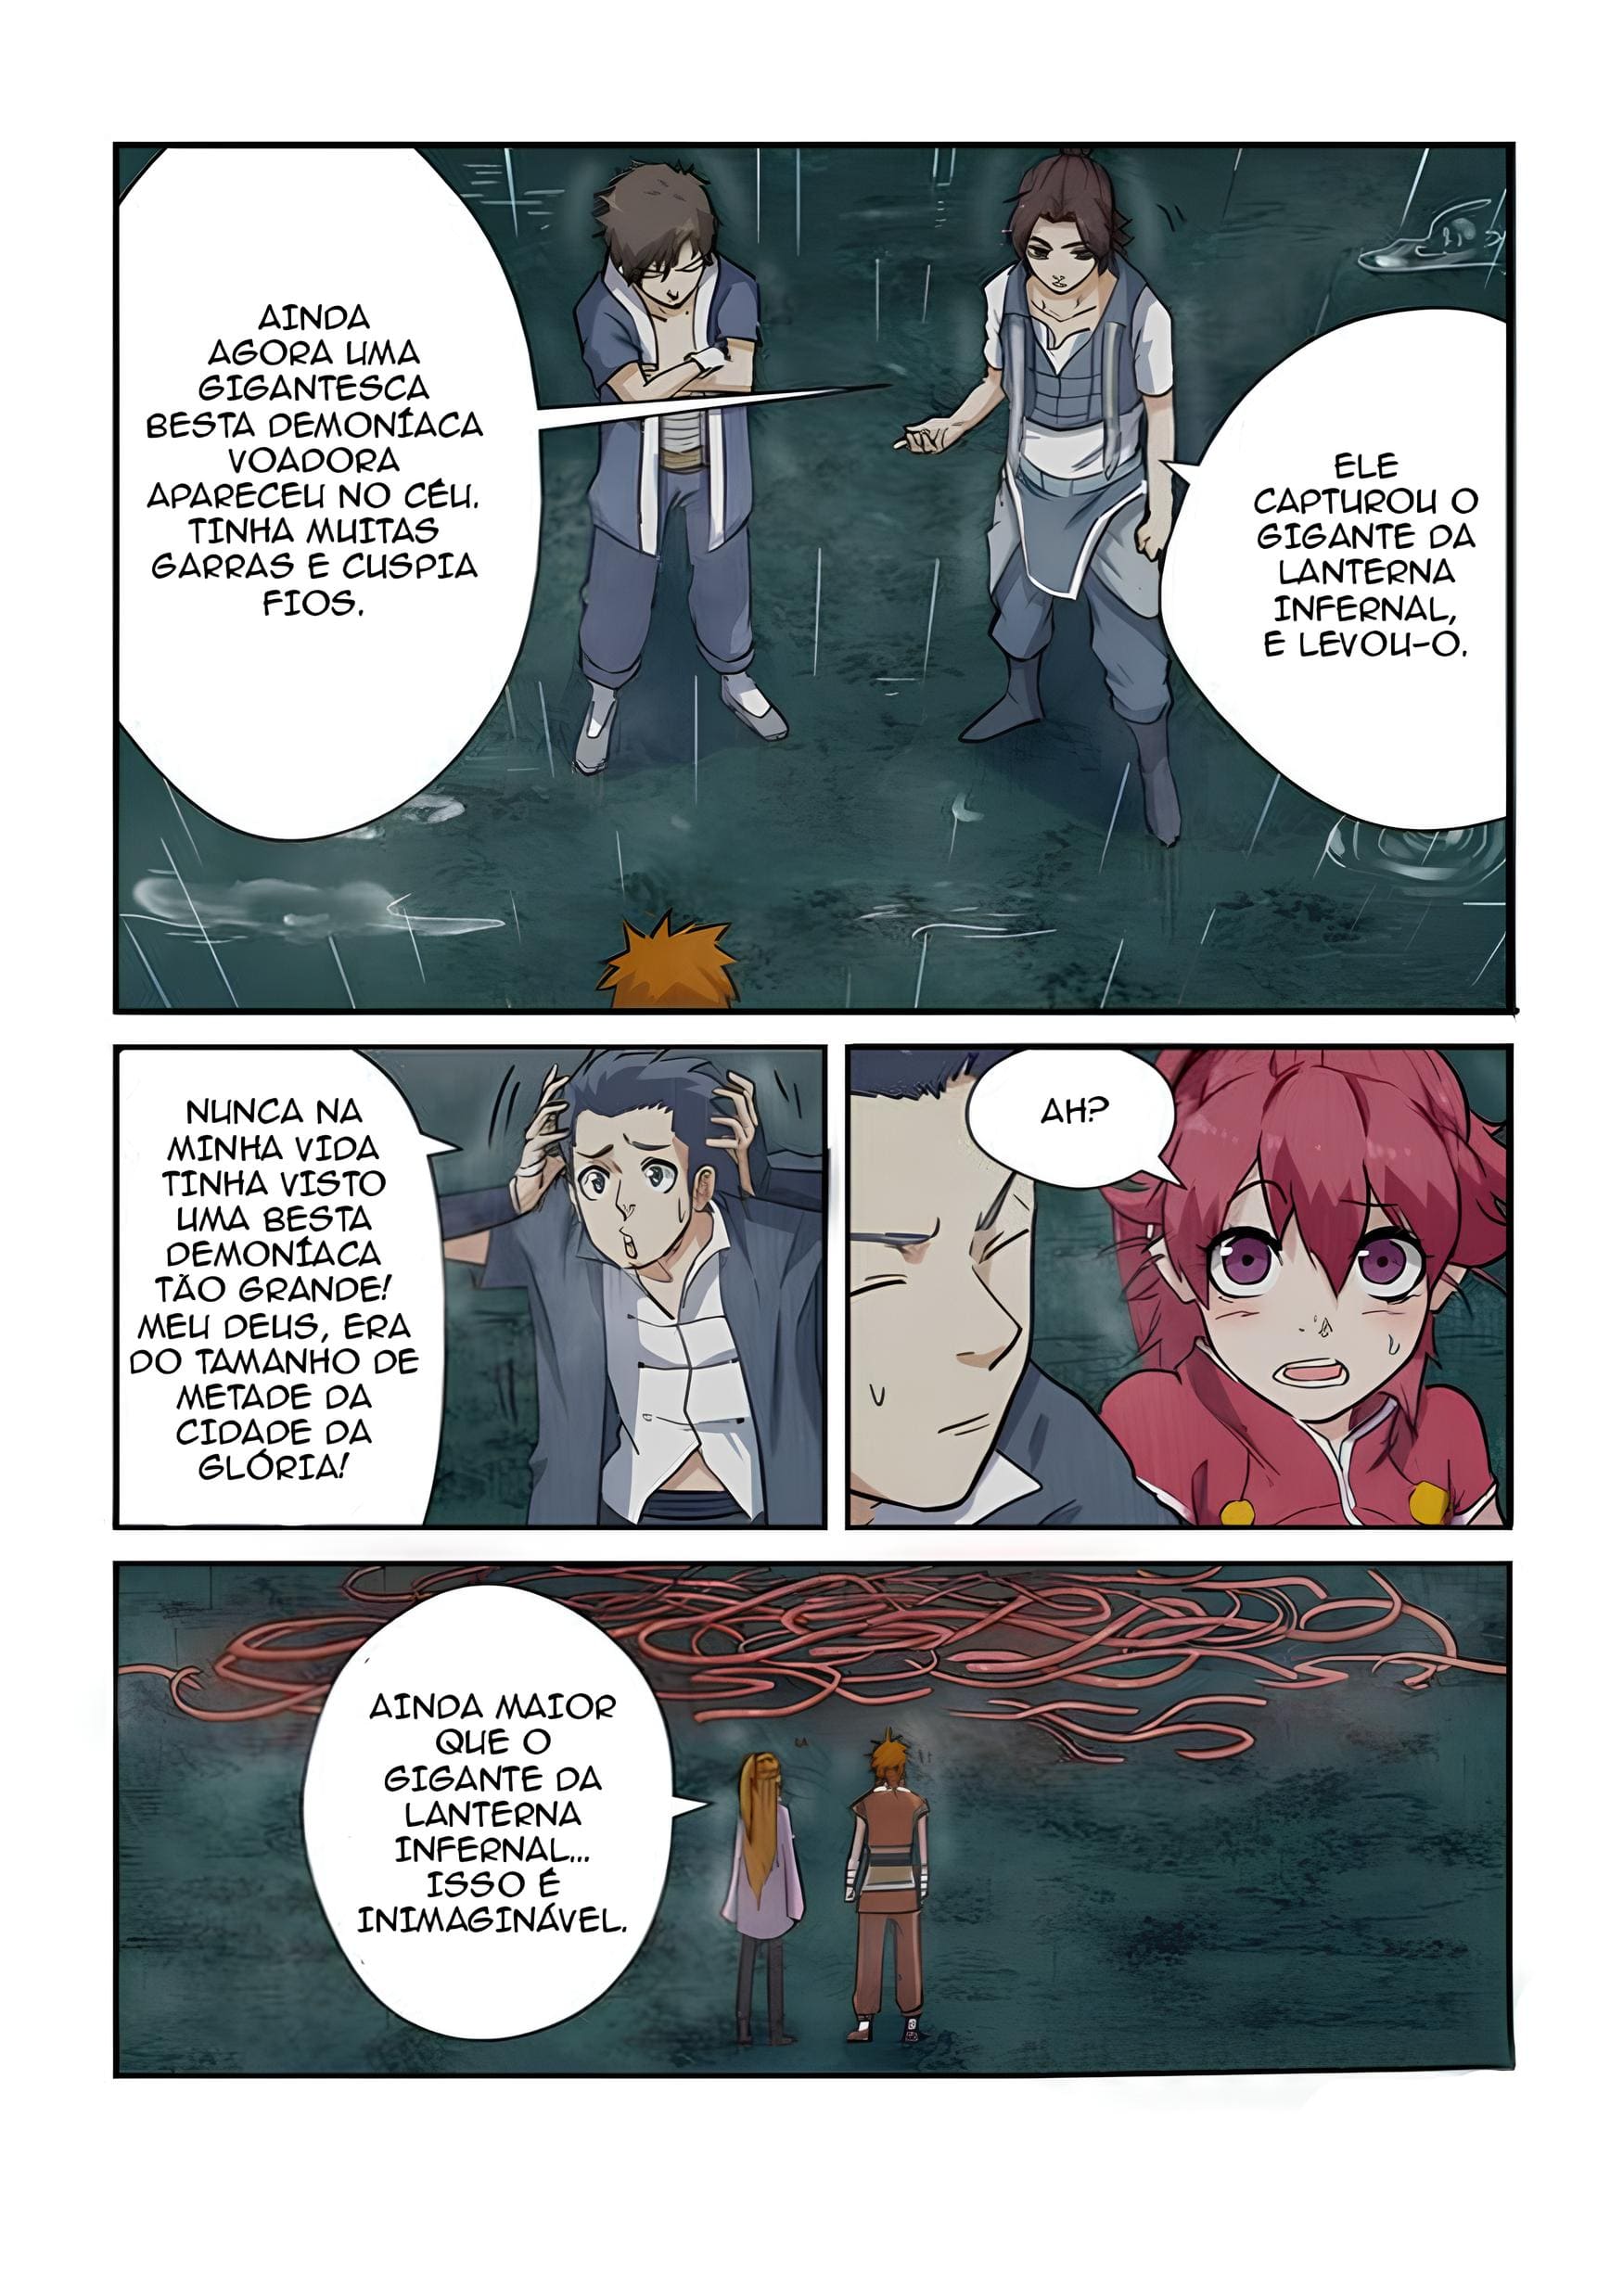 AINDA
AGORA UMA
GIGANTESCA
BESTA DEMONÍACA
VOADORA
APARECEU NO CÉU.
TINHA MUITAS
GARRAS E CUSPIA
FIOS.
ELE
CAPTUROU O
GIGANTE DA
LANTERNA
INFERNAL,
E LEVOU-O.
NUNCA NA
MINHA VIDA
TINHA VISTO
UMA BESTA
DEMONÍACA
TÃO GRANDE!
MEU DEUS, ERA
DO TAMANHO DE
METADE DA
CIDADE DA
GLÓRIA!
AH?
AINDA MAIOR
QUE O
GIGANTE DA
LANTERNA
INFERNAL...
ISSO É
INIMAGINÁVEL.